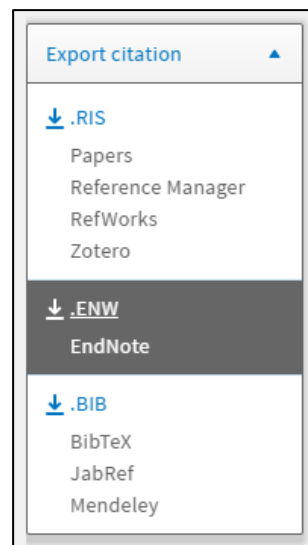 Export citation
.RIS
Papers
Reference Manager
RefWorks
Zotero
.ENW
EndNote
.BIB
BibTeX
JabRef
Mendeley